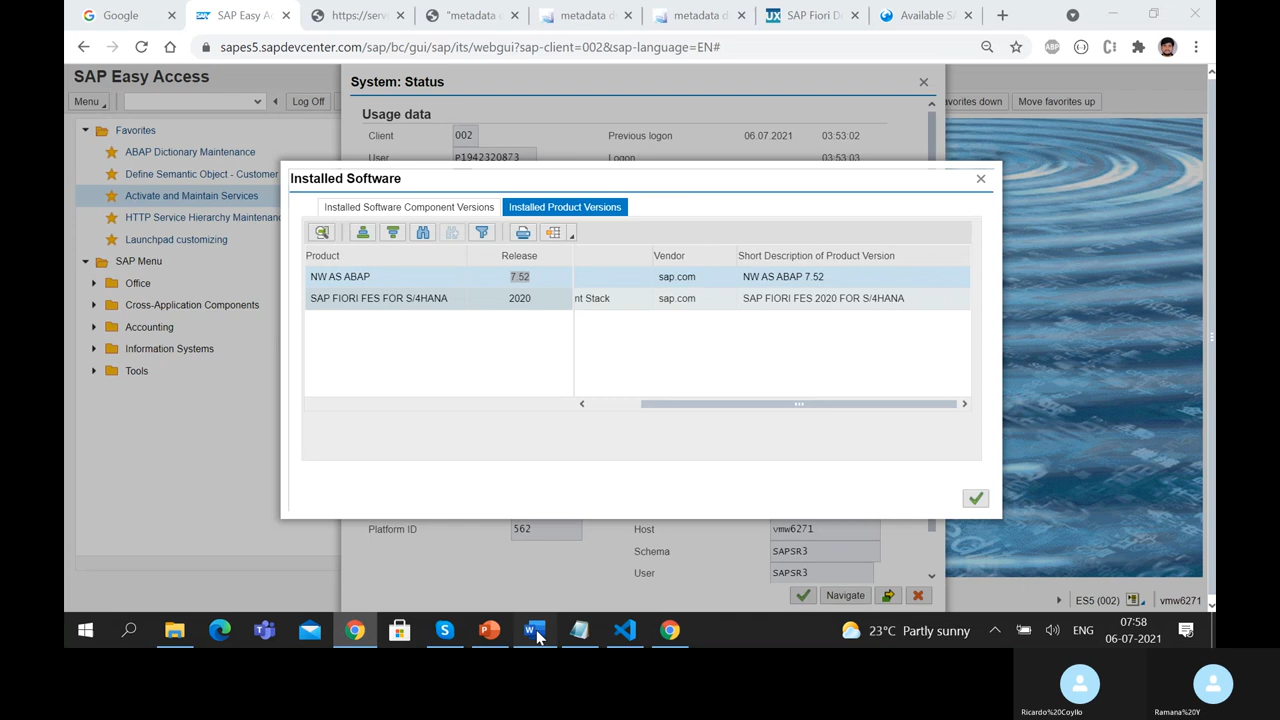 Google
SAP Easy Ac
https://serv
"metadata d
metadata d
metadata d
SAP Fiori D
Available SA
sapes5.sapdevcenter.com/sap/bc/gui/sap/its/webgui?sap-client=002&sap-language=EN#
SAP Easy Access
Menu
Log Off
avorites down
Move favorites up
Favorites
ABAP Dictionary Maintenance
Define Semantic Object - Customer
Activate and Maintain Services
HTTP Service Hierarchy Maintenanc
Launchpad customizing
SAP Menu
Office
Cross-Application Components
Accounting
Information Systems
Tools
System: Status
Usage data
Client 002 Previous logon 06.07.2021 03:53:02
User P1942320873 Logon 03:53:03
Installed Software
Installed Software Component Versions
Installed Product Versions
Product Release Vendor Short Description of Product Version
NW AS ABAP 7.52 sap.com NW AS ABAP 7.52
SAP FIORI FES FOR S/4HANA 2020 nt Stack sap.com SAP FIORI FES 2020 FOR S/4HANA
Platform ID 562 Host vmw6271
Schema SAPSR3
User SAPSR3
Navigate
ES5 (002) vmw6271
23°C Partly sunny
ENG
07:58
06-07-2021
Ricardo%20Coyllo
Ramana%20Y